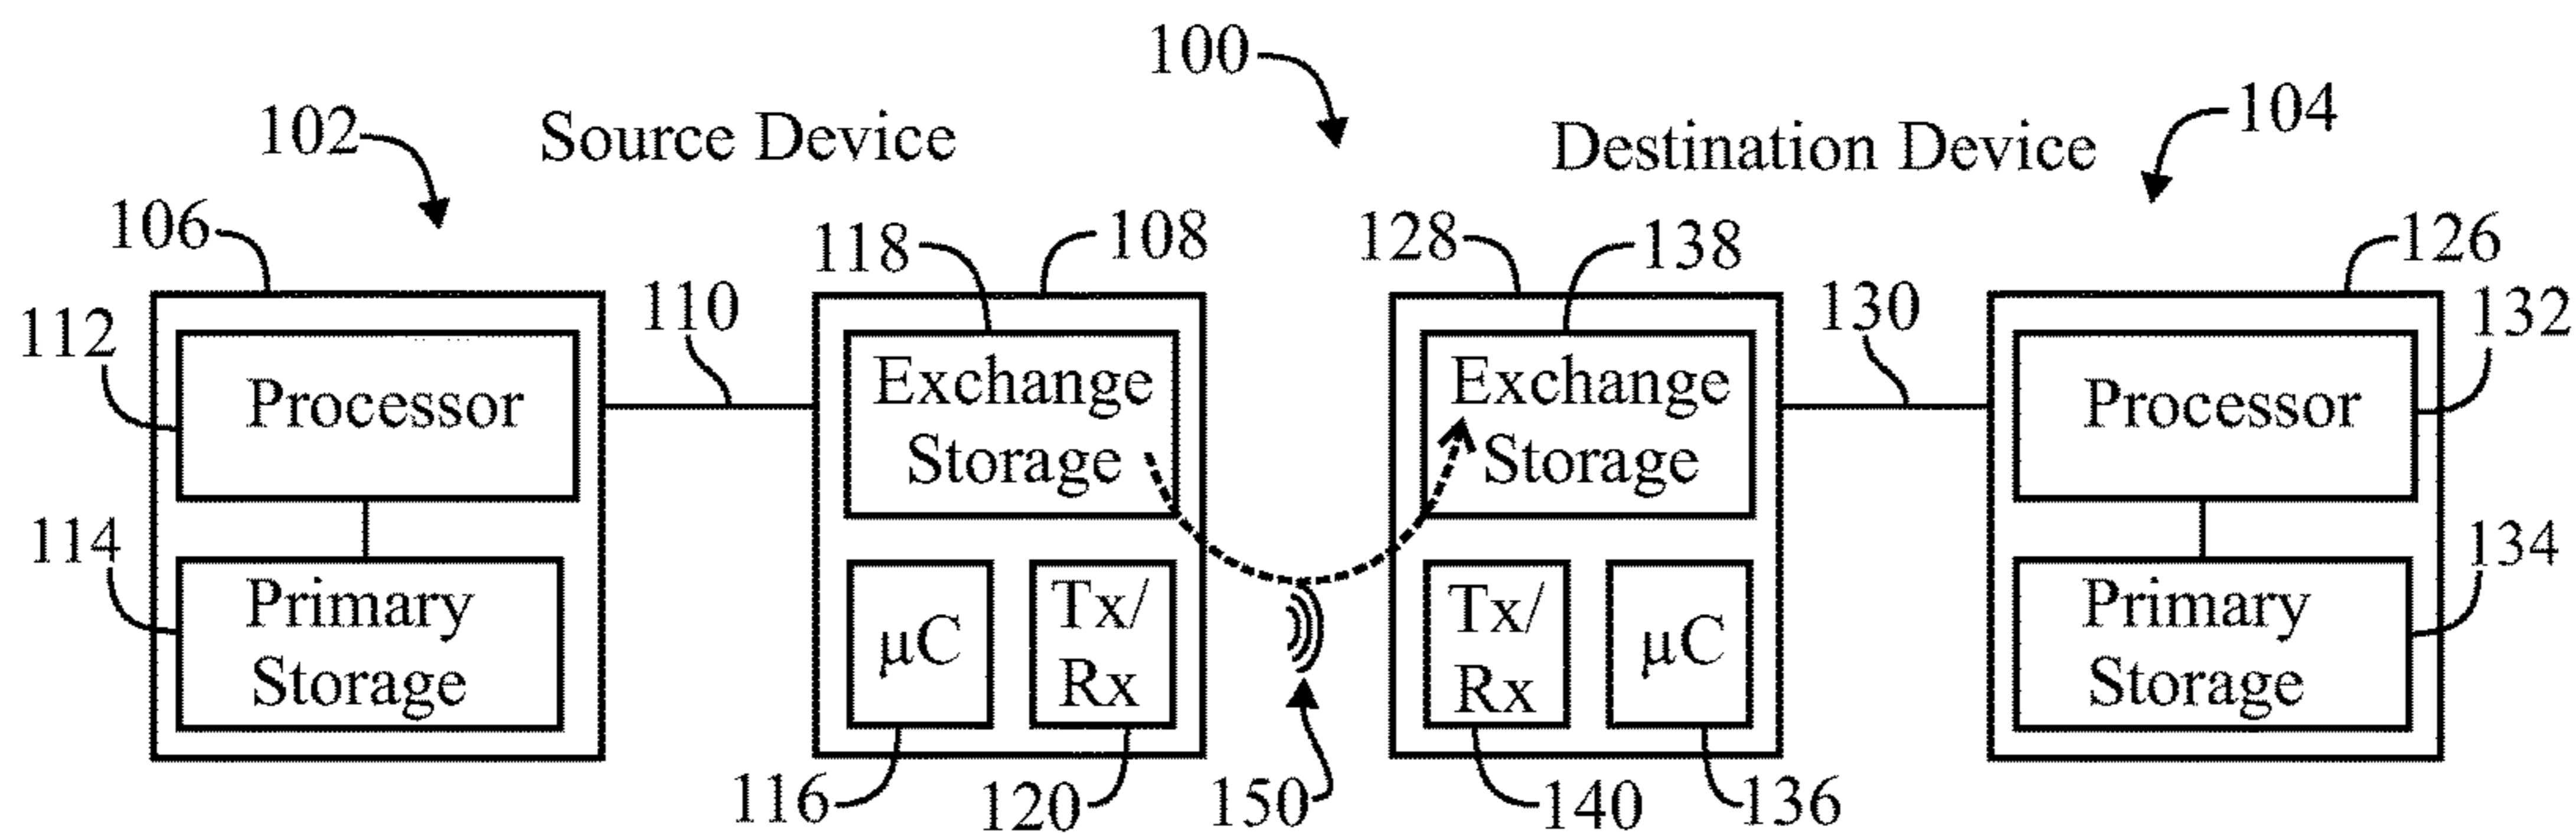 100
102
Source Device
Destination Device
104
106
118
108
128
138
126
112
110
130
132
Processor
Exchange
Storage
Exchange
Storage
Processor
114
134
Primary
Storage
µC
Tx/
Rx
Tx/
Rx
µC
Primary
Storage
116
120
150
140
136